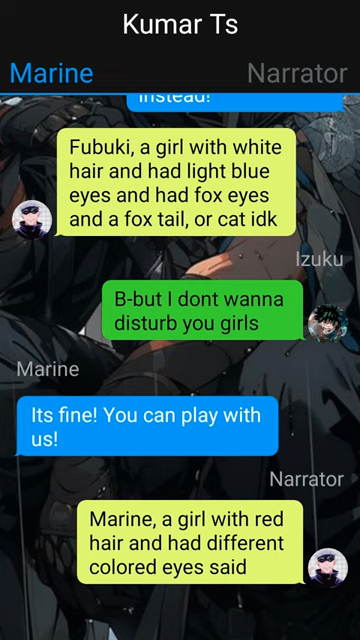 Kumar Ts
Marine Narrator
instead!
Fubuki, a girl with white
hair and had light blue
eyes and had fox eyes
and a fox tail, or cat idk
Izuku
B-but I dont wanna
disturb you girls
Marine
Its fine! You can play with
us!
Narrator
Marine, a girl with red
hair and had different
colored eyes said